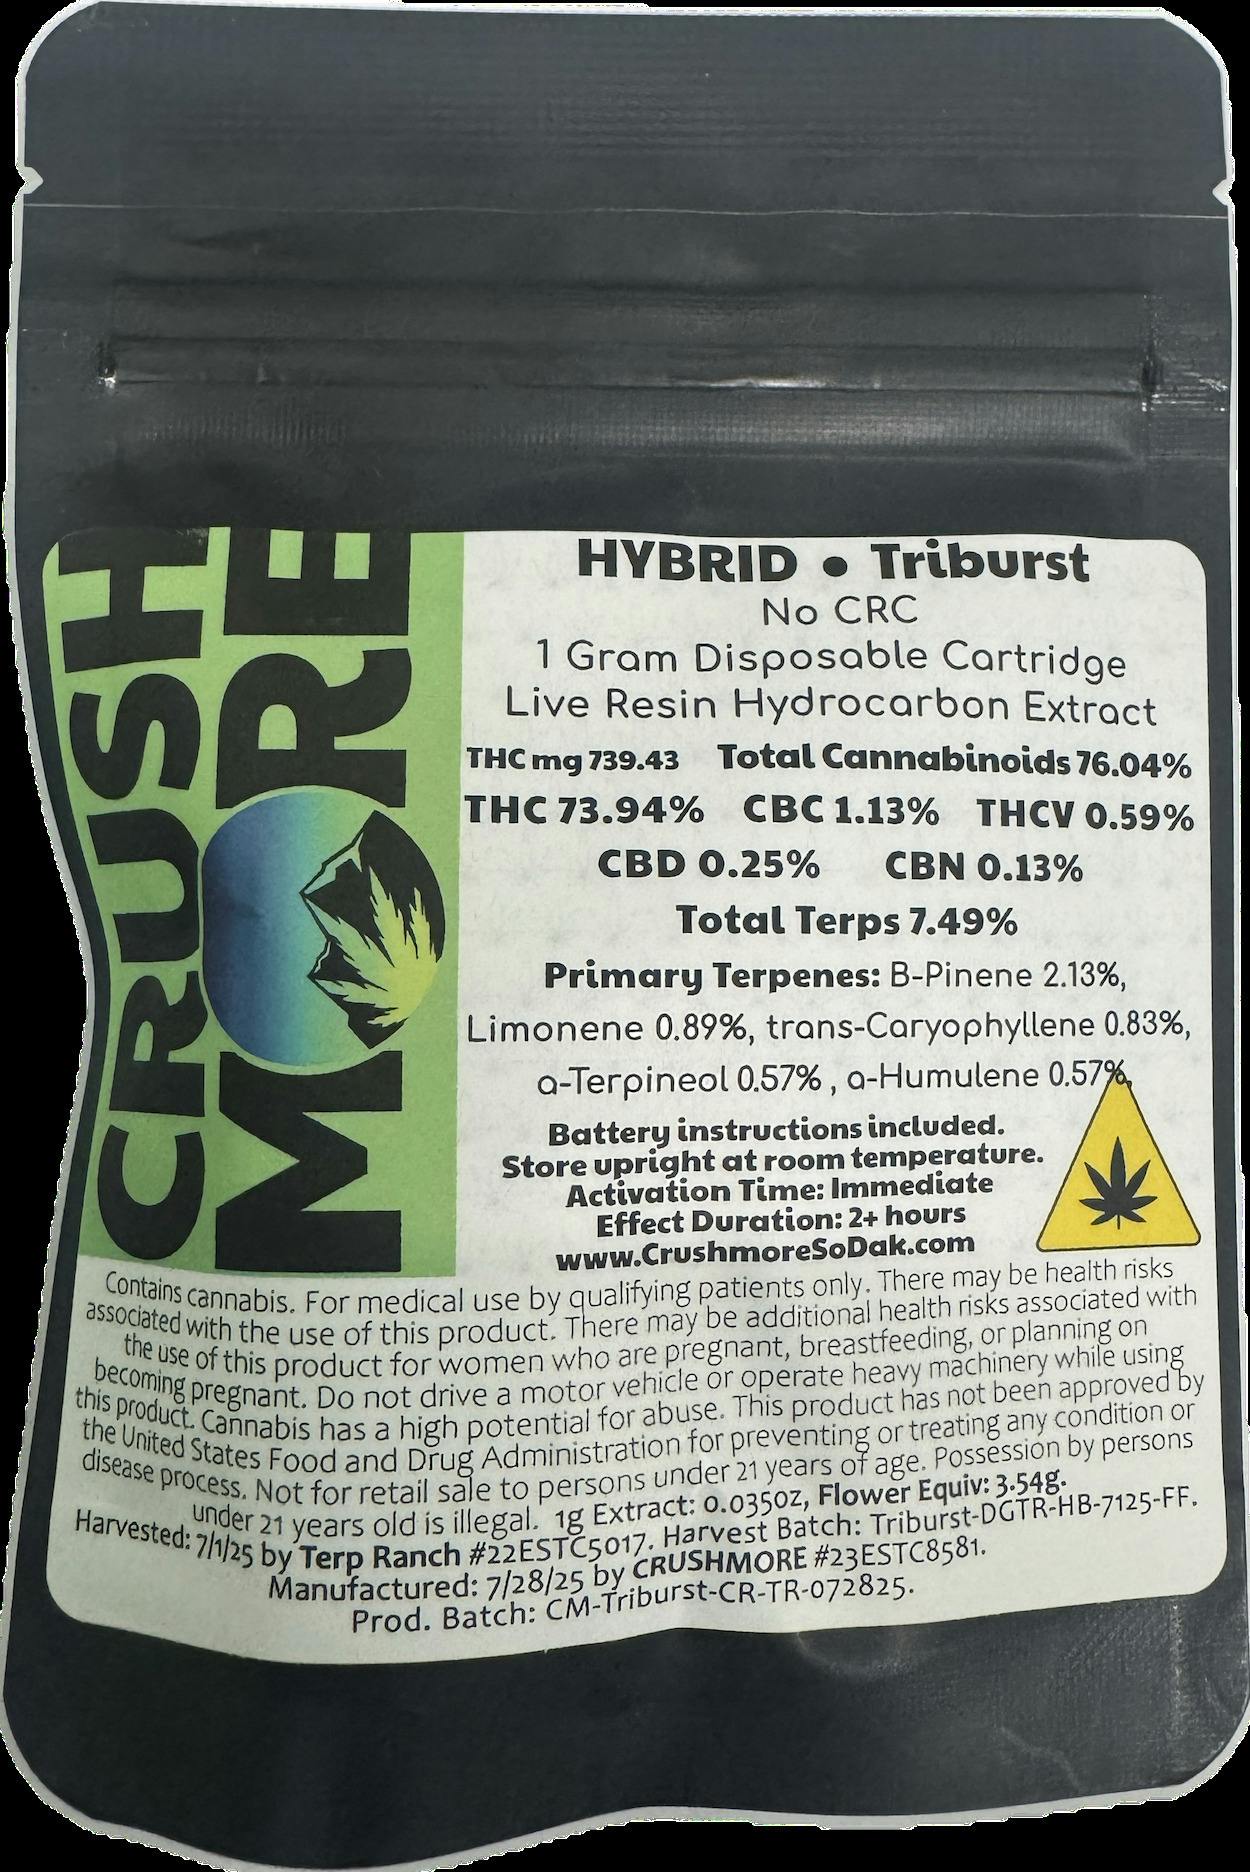 CRUSH
MORE
HYBRID • Triburst
No CRC
1 Gram Disposable Cartridge
Live Resin Hydrocarbon Extract
THC mg 739.43 Total Cannabinoids 76.04%
THC 73.94% CBC 1.13% THCV 0.59%
CBD 0.25% CBN 0.13%
Total Terps 7.49%
Primary Terpenes: B-Pinene 2.13%,
Limonene 0.89%, trans-Caryophyllene 0.83%,
a-Terpineol 0.57% , a-Humulene 0.57%,
Battery instructions included.
Store upright at room temperature.
Activation Time: Immediate
Effect Duration: 2+ hours
www.CrushmoreSoDak.com
Contains cannabis. For medical use by qualifying patients only. There may be health risks
associated with the use of this product. There may be additional health risks associated with
the use of this product for women who are pregnant, breastfeeding, or planning on
becoming pregnant. Do not drive a motor vehicle or operate heavy machinery while using
this product. Cannabis has a high potential for abuse. This product has not been approved by
the United States Food and Drug Administration for preventing or treating any condition or
disease process. Not for retail sale to persons under 21 years of age. Possession by persons
under 21 years old is illegal. 1g Extract: 0.035oz, Flower Equiv: 3.54g.
Harvested: 7/1/25 by Terp Ranch #22ESTC5017. Harvest Batch: Triburst-DGTR-HB-7125-FF.
Manufactured: 7/28/25 by CRUSHMORE #23ESTC8581.
Prod. Batch: CM-Triburst-CR-TR-072825.